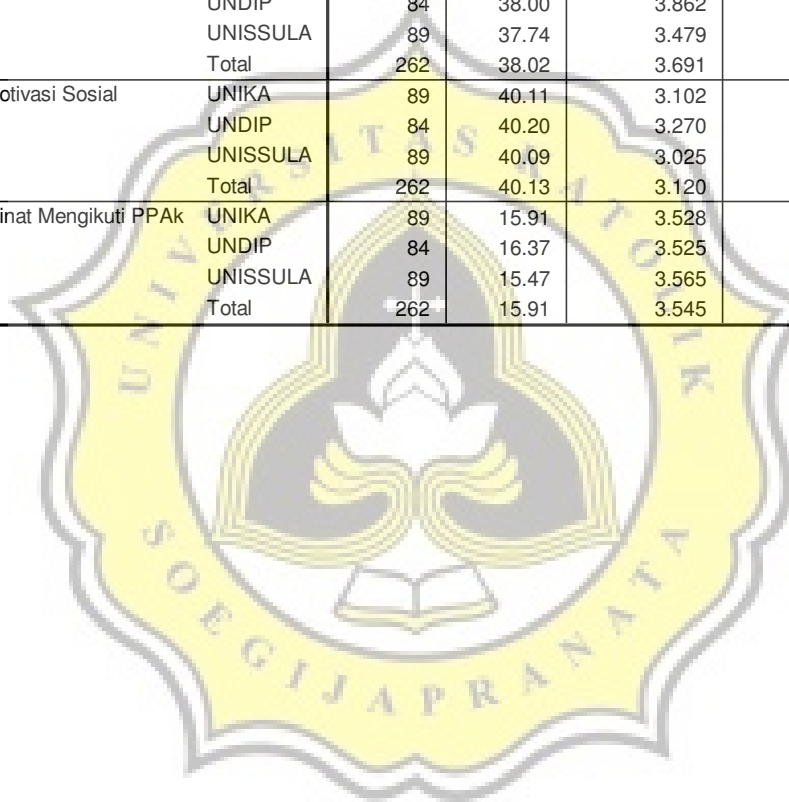 UNDIP 84 38.00 3.862
UNISSULA 89 37.74 3.479
Total 262 38.02 3.691
otivasi Sosial UNIKA 89 40.11 3.102
UNDIP 84 40.20 3.270
UNISSULA 89 40.09 3.025
Total 262 40.13 3.120
inat Mengikuti PPAk UNIKA 89 15.91 3.528
UNDIP 84 16.37 3.525
UNISSULA 89 15.47 3.565
Total 262 15.91 3.545
UNIVERSITAS KATOLIK
SOEGIJAPRANATA